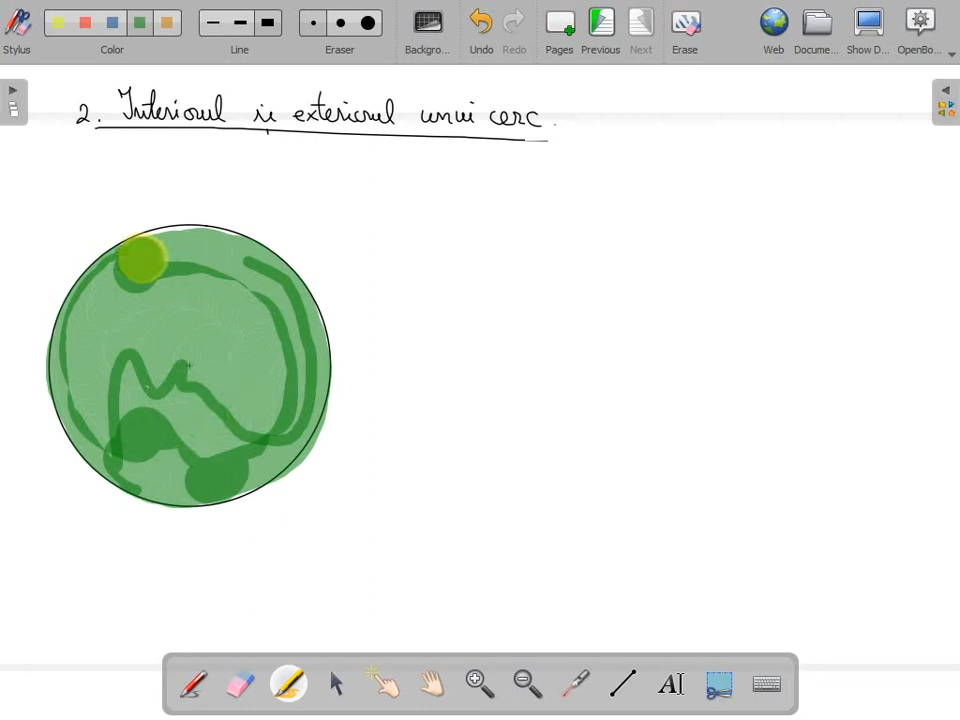 Stylus
Color
Line
Eraser
Backgro...
Undo
Redo
Pages
Previous
Next
Erase
Web
Docume...
Show D...
OpenBo...
2. Interiorul și exteriorul unui cerc.
A